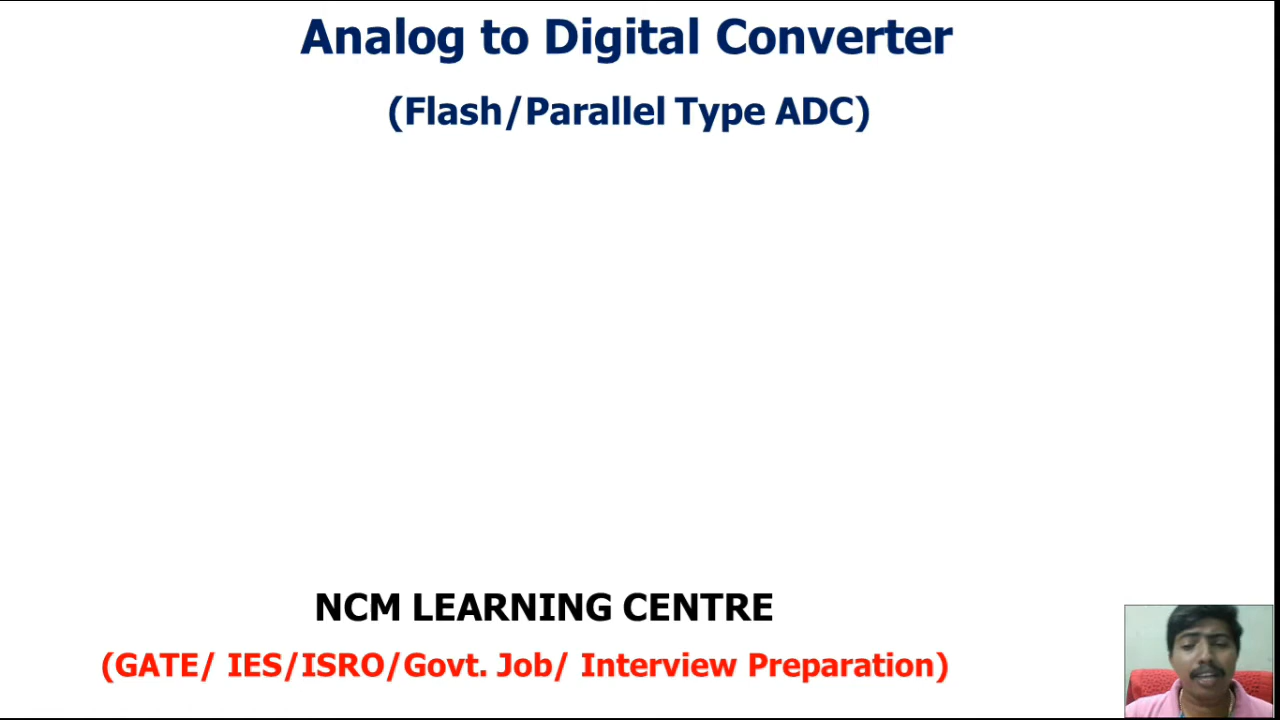 Analog to Digital Converter
(Flash/Parallel Type ADC)
NCM LEARNING CENTRE
(GATE/ IES/ISRO/Govt. Job/ Interview Preparation)